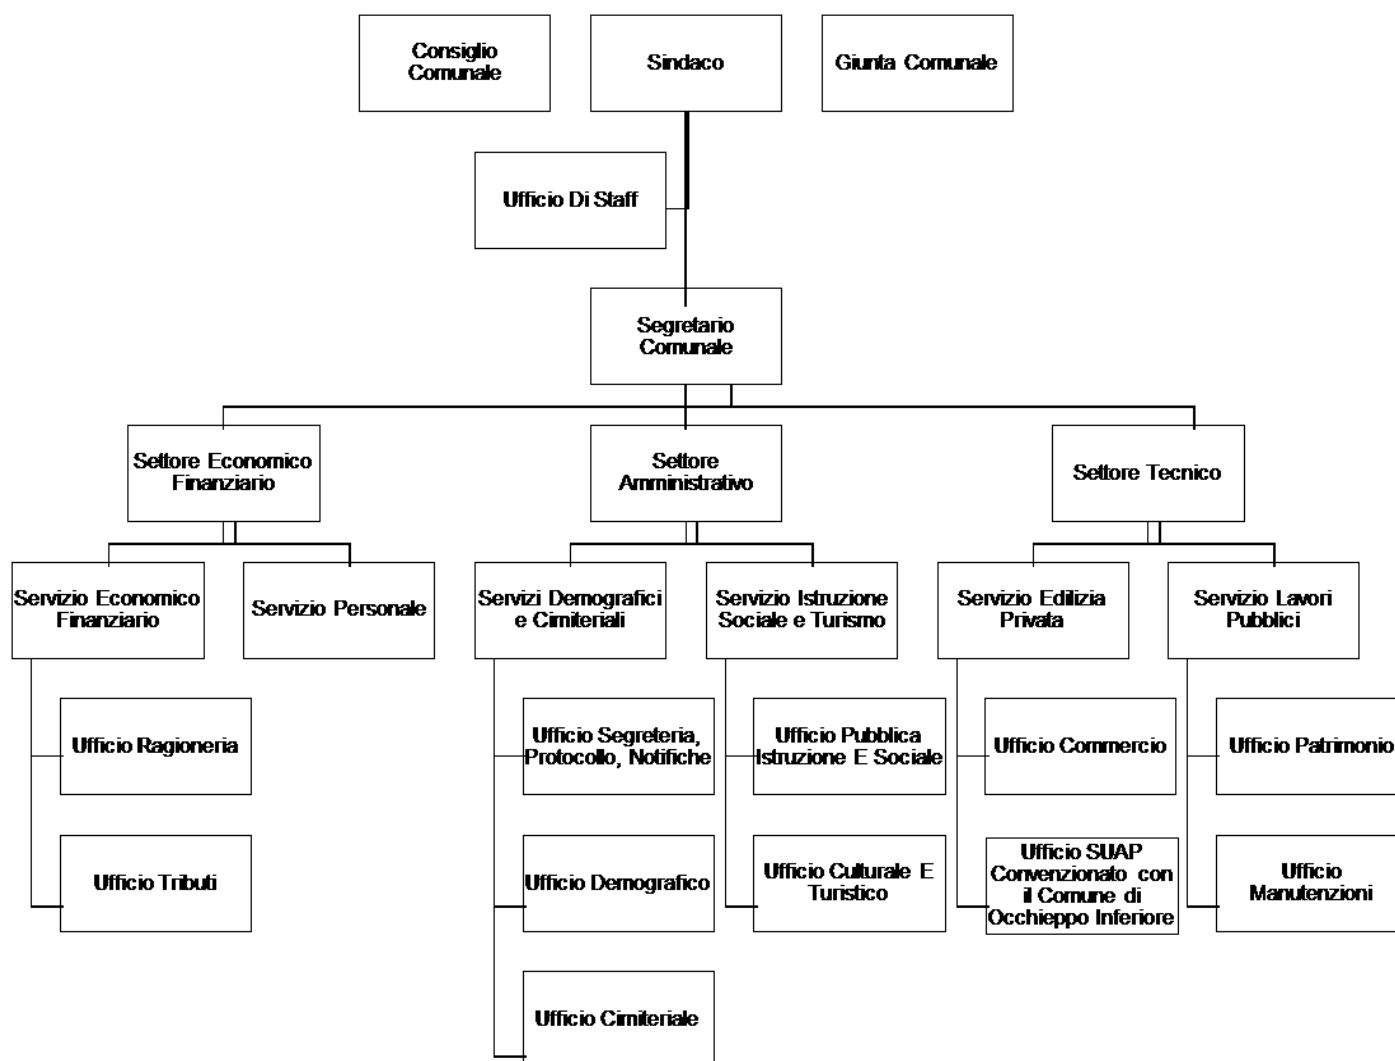 Consiglio
Comunale
Sindaco
Giunta Comunale
Ufficio Di Staff
Segretario
Comunale
Settore Economico
Finanziario
Settore
Amministrativo
Settore Tecnico
Servizio Economico
Finanziario
Servizio Personale
Servizi Demografici
e Cimiteriali
Servizio Istruzione
Sociale e Turismo
Servizio Edilizia
Privata
Servizio Lavori
Pubblici
Ufficio Ragioneria
Ufficio Segreteria,
Protocollo, Notifiche
Ufficio Pubblica
Istruzione E Sociale
Ufficio Commercio
Ufficio Patrimonio
Ufficio Tributi
Ufficio Demografico
Ufficio Culturale E
Turistico
Ufficio SUAP
Convenzionato con
il Comune di
Occhieppo Inferiore
Ufficio
Manutenzioni
Ufficio Cimiteriale